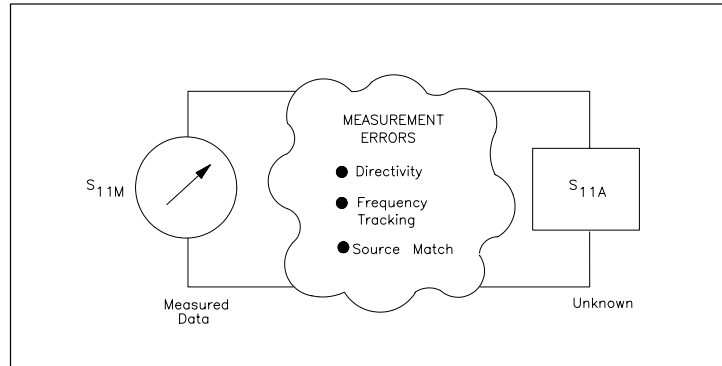 MEASUREMENT
ERRORS
● Directivity
● Frequency
Tracking
● Source Match
S11M
S11A
Measured
Data
Unknown